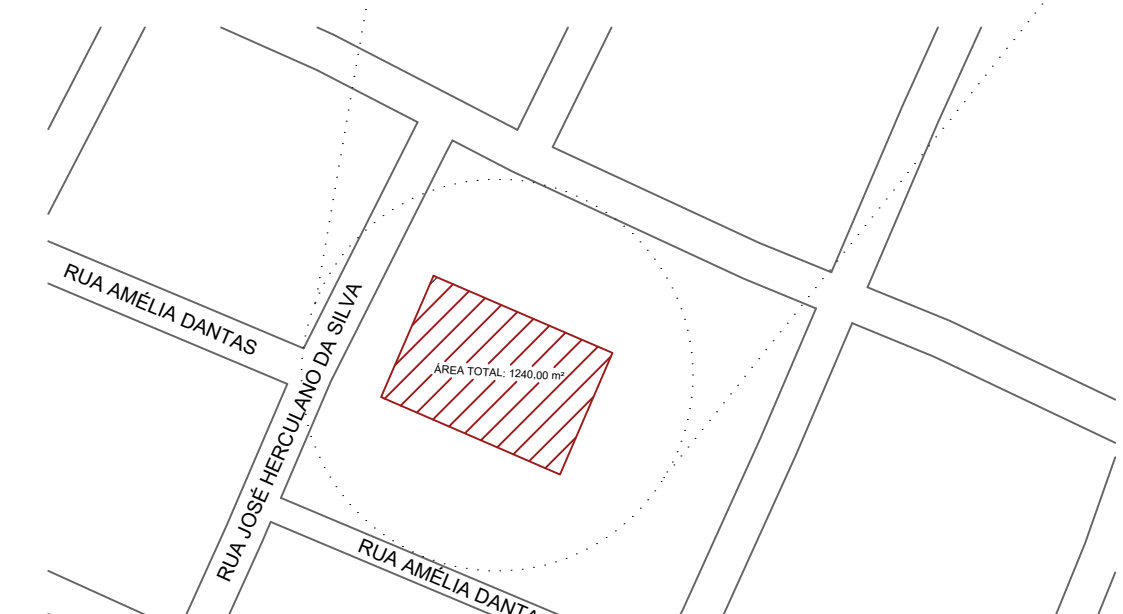 RUA AMÉLIA DANTAS
RUA JOSÉ HERCULANO DA SILVA
ÁREA TOTAL: 1240,00 m²
RUA AMÉLIA DANTA